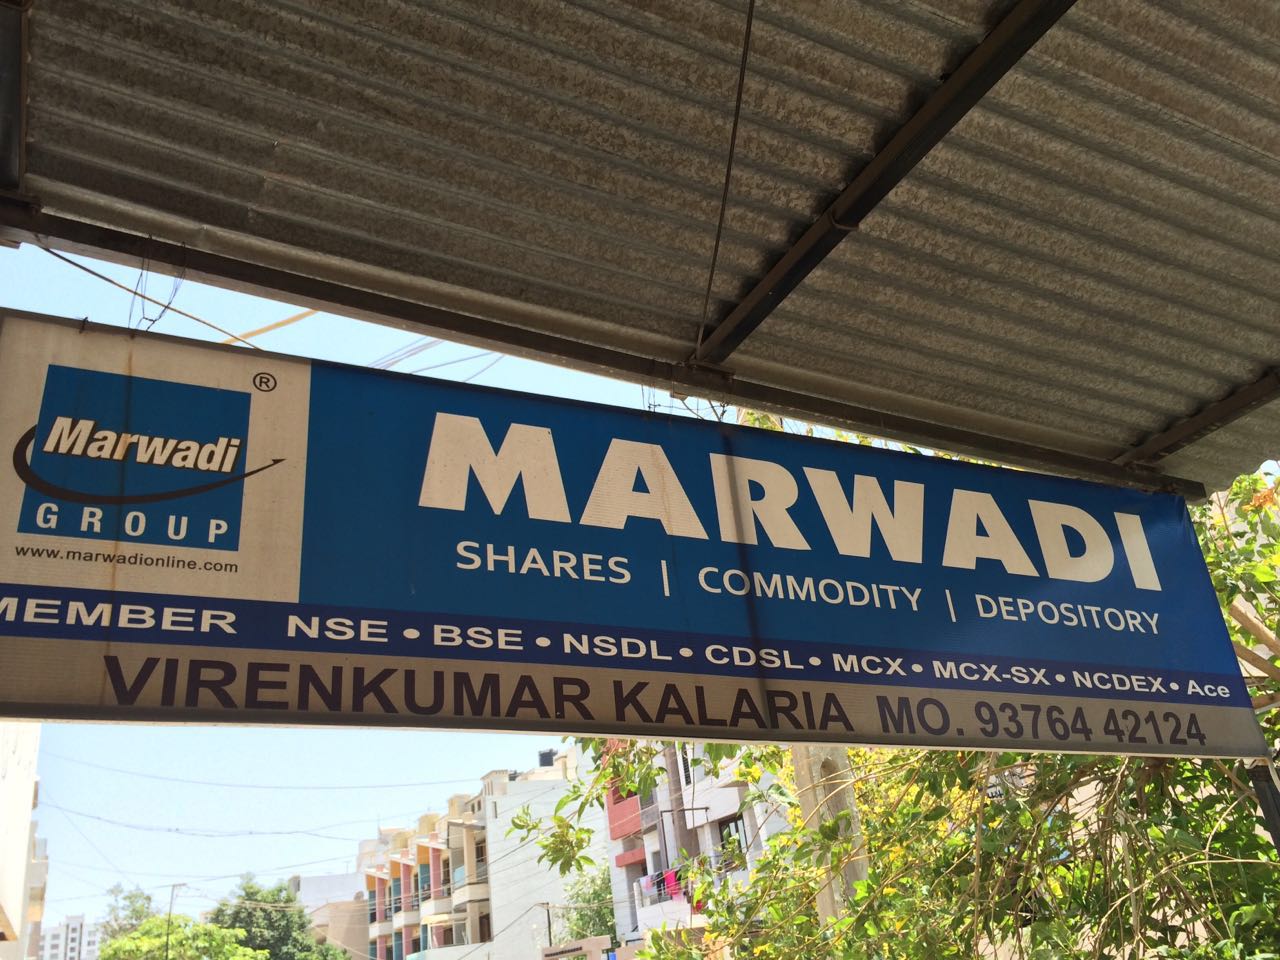 Marwadi ®
GROUP
www.marwadionline.com
MARWADI
SHARES | COMMODITY | DEPOSITORY
MEMBER NSE • BSE • NSDL • CDSL • MCX • MCX-SX • NCDEX • Ace
VIRENKUMAR KALARIA MO. 93764 42124